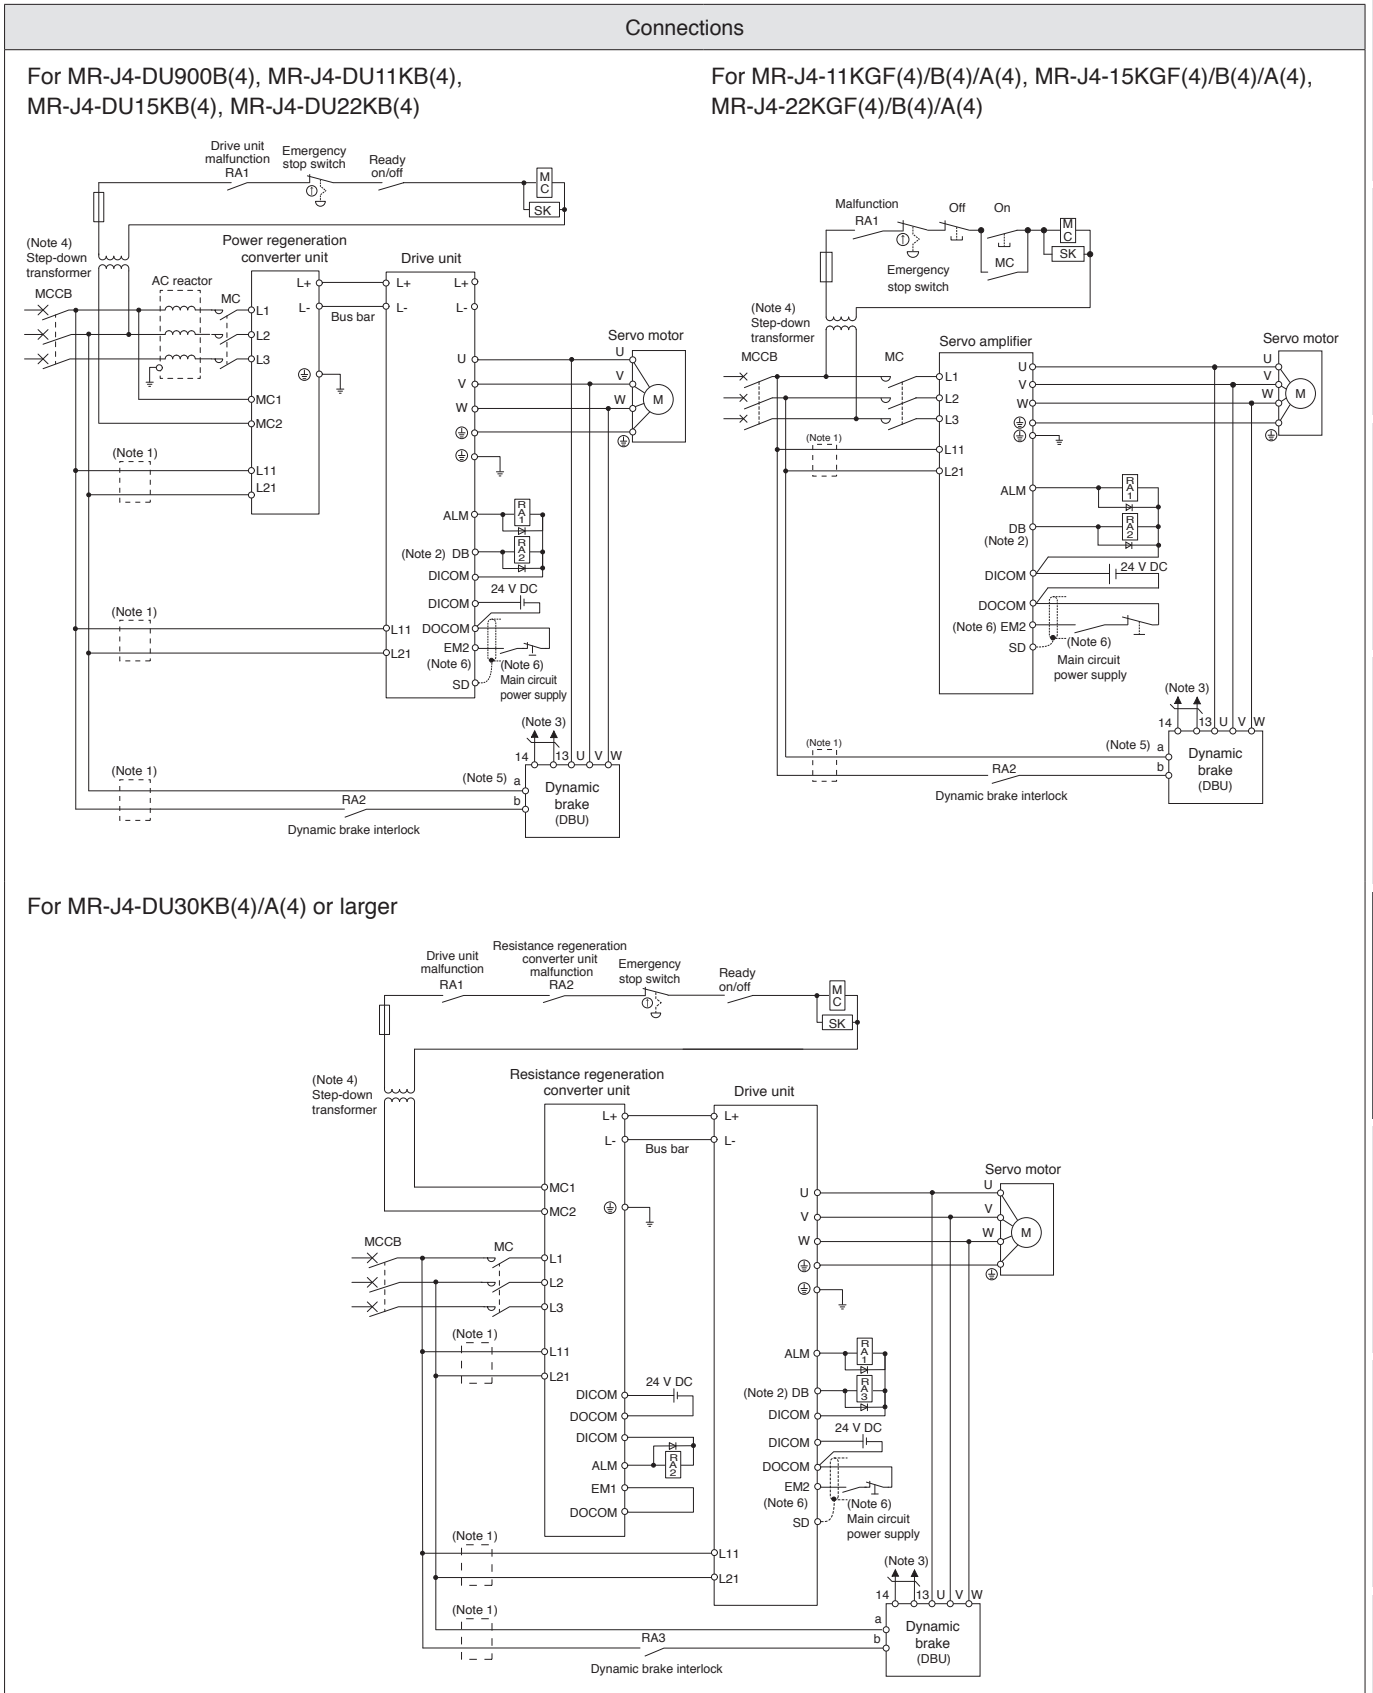 Connections
For MR-J4-DU900B(4), MR-J4-DU11KB(4),
MR-J4-DU15KB(4), MR-J4-DU22KB(4)
Drive unit
malfunction
RA1
Emergency
stop switch
Ready
on/off
M
C
SK
(Note 4)
Step-down
transformer
Power regeneration
converter unit
Drive unit
AC reactor
MCCB
MC
L+
L+
L+
L-
L-
L-
Bus bar
L1
L2
L3
MC1
MC2
Servo motor
U
U
V
V
W
W
M
(Note 1)
L11
L21
ALM
R
A
1
(Note 2) DB
R
A
2
DICOM
24 V DC
DICOM
(Note 1)
L11
DOCOM
EM2
L21
(Note 6)
(Note 6)
Main circuit
power supply
SD
(Note 3)
14
13
U
V
W
(Note 1)
(Note 5)
a
b
Dynamic
brake
(DBU)
RA2
Dynamic brake interlock
For MR-J4-11KGF(4)/B(4)/A(4), MR-J4-15KGF(4)/B(4)/A(4),
MR-J4-22KGF(4)/B(4)/A(4)
Malfunction
RA1
Off
On
M
C
SK
MC
Emergency
stop switch
(Note 4)
Step-down
transformer
MCCB
MC
Servo amplifier
Servo motor
L1
L2
L3
U
V
W
U
V
W
M
(Note 1)
L11
L21
ALM
R
A
1
DB
(Note 2)
R
A
2
DICOM
24 V DC
DOCOM
(Note 6) EM2
SD
(Note 6)
Main circuit
power supply
(Note 3)
14
13
U
V
W
(Note 1)
(Note 5)
a
b
Dynamic
brake
(DBU)
RA2
Dynamic brake interlock
For MR-J4-DU30KB(4)/A(4) or larger
Drive unit
malfunction
RA1
Resistance regeneration
converter unit
malfunction
RA2
Emergency
stop switch
Ready
on/off
M
C
SK
(Note 4)
Step-down
transformer
Resistance regeneration
converter unit
Drive unit
L+
L+
L-
L-
Bus bar
MC1
MC2
Servo motor
U
U
V
V
W
W
M
MCCB
MC
L1
L2
L3
(Note 1)
L11
L21
ALM
R
A
1
DICOM
24 V DC
(Note 2) DB
R
A
3
DOCOM
DICOM
DICOM
DICOM
24 V DC
ALM
R
A
2
DOCOM
EM1
EM2
(Note 6)
(Note 6)
Main circuit
power supply
DOCOM
SD
(Note 1)
L11
L21
(Note 3)
14
13
U
V
W
(Note 1)
a
b
Dynamic
brake
(DBU)
RA3
Dynamic brake interlock